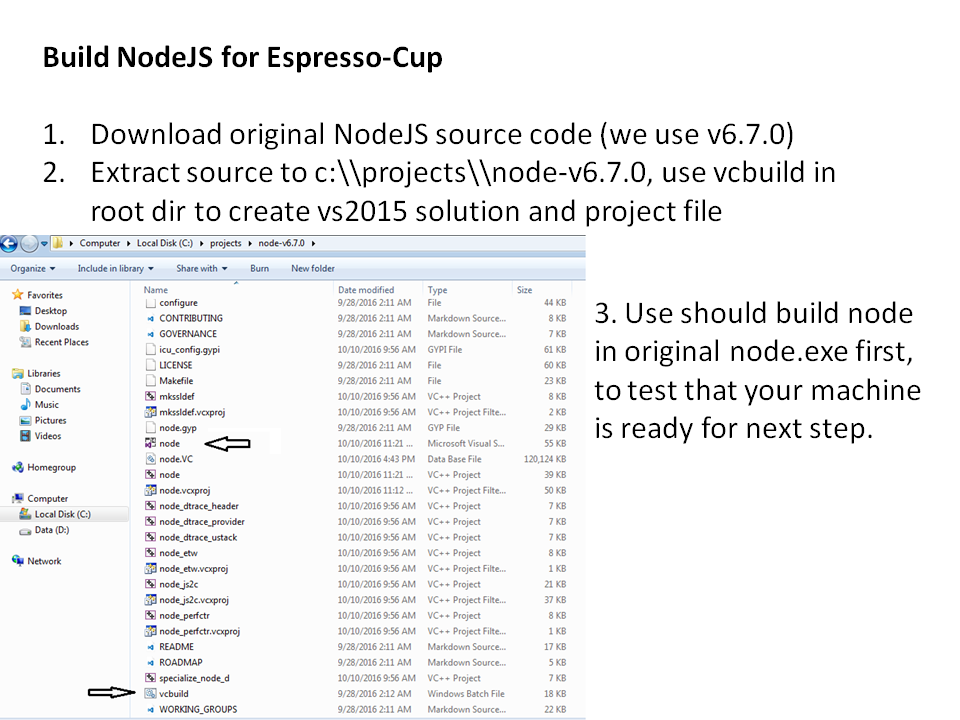 Build NodeJS for Espresso-Cup
1. Download original NodeJS source code (we use v6.7.0)
2. Extract source to c:\\projects\\node-v6.7.0, use vcbuild in
root dir to create vs2015 solution and project file
Computer Local Disk (C:) projects node-v6.7.0
Organize Include in library Share with Burn New folder
Favorites
Desktop
Downloads
Recent Places
Libraries
Documents
Music
Pictures
Videos
Homegroup
Computer
Local Disk (C:)
Data (D:)
Network
Name Date modified Type Size
configure 9/28/2016 2:11 AM File 44 KB
CONTRIBUTING 9/28/2016 2:11 AM Markdown Source... 8 KB
GOVERNANCE 9/28/2016 2:11 AM Markdown Source... 7 KB
icu_config.gypi 10/10/2016 9:56 AM GYPI File 61 KB
LICENSE 9/28/2016 2:11 AM File 60 KB
Makefile 9/28/2016 2:11 AM File 23 KB
mkssldef 10/10/2016 9:56 AM VC++ Project 8 KB
mkssldef.vcxproj 10/10/2016 9:56 AM VC++ Project Filte... 2 KB
node.gyp 9/28/2016 2:11 AM GYP File 29 KB
node 10/10/2016 11:21 ... Microsoft Visual S... 55 KB
node.VC 10/10/2016 4:43 PM Data Base File 120,124 KB
node 10/10/2016 11:21 ... VC++ Project 39 KB
node.vcxproj 10/10/2016 11:12 ... VC++ Project Filte... 50 KB
node_dtrace_header 10/10/2016 9:56 AM VC++ Project 7 KB
node_dtrace_provider 10/10/2016 9:56 AM VC++ Project 7 KB
node_dtrace_ustack 10/10/2016 9:56 AM VC++ Project 7 KB
node_etw 10/10/2016 9:56 AM VC++ Project 8 KB
node_etw.vcxproj 10/10/2016 9:56 AM VC++ Project Filte... 1 KB
node_js2c 10/10/2016 9:56 AM VC++ Project 21 KB
node_js2c.vcxproj 10/10/2016 9:56 AM VC++ Project Filte... 37 KB
node_perfctr 10/10/2016 9:56 AM VC++ Project 8 KB
node_perfctr.vcxproj 10/10/2016 9:56 AM VC++ Project Filte... 1 KB
README 9/28/2016 2:11 AM Markdown Source... 17 KB
ROADMAP 9/28/2016 2:11 AM Markdown Source... 5 KB
specialize_node_d 10/10/2016 9:56 AM VC++ Project 7 KB
vcbuild 9/28/2016 2:12 AM Windows Batch File 18 KB
WORKING_GROUPS 9/28/2016 2:11 AM Markdown Source... 22 KB
3. Use should build node
in original node.exe first,
to test that your machine
is ready for next step.